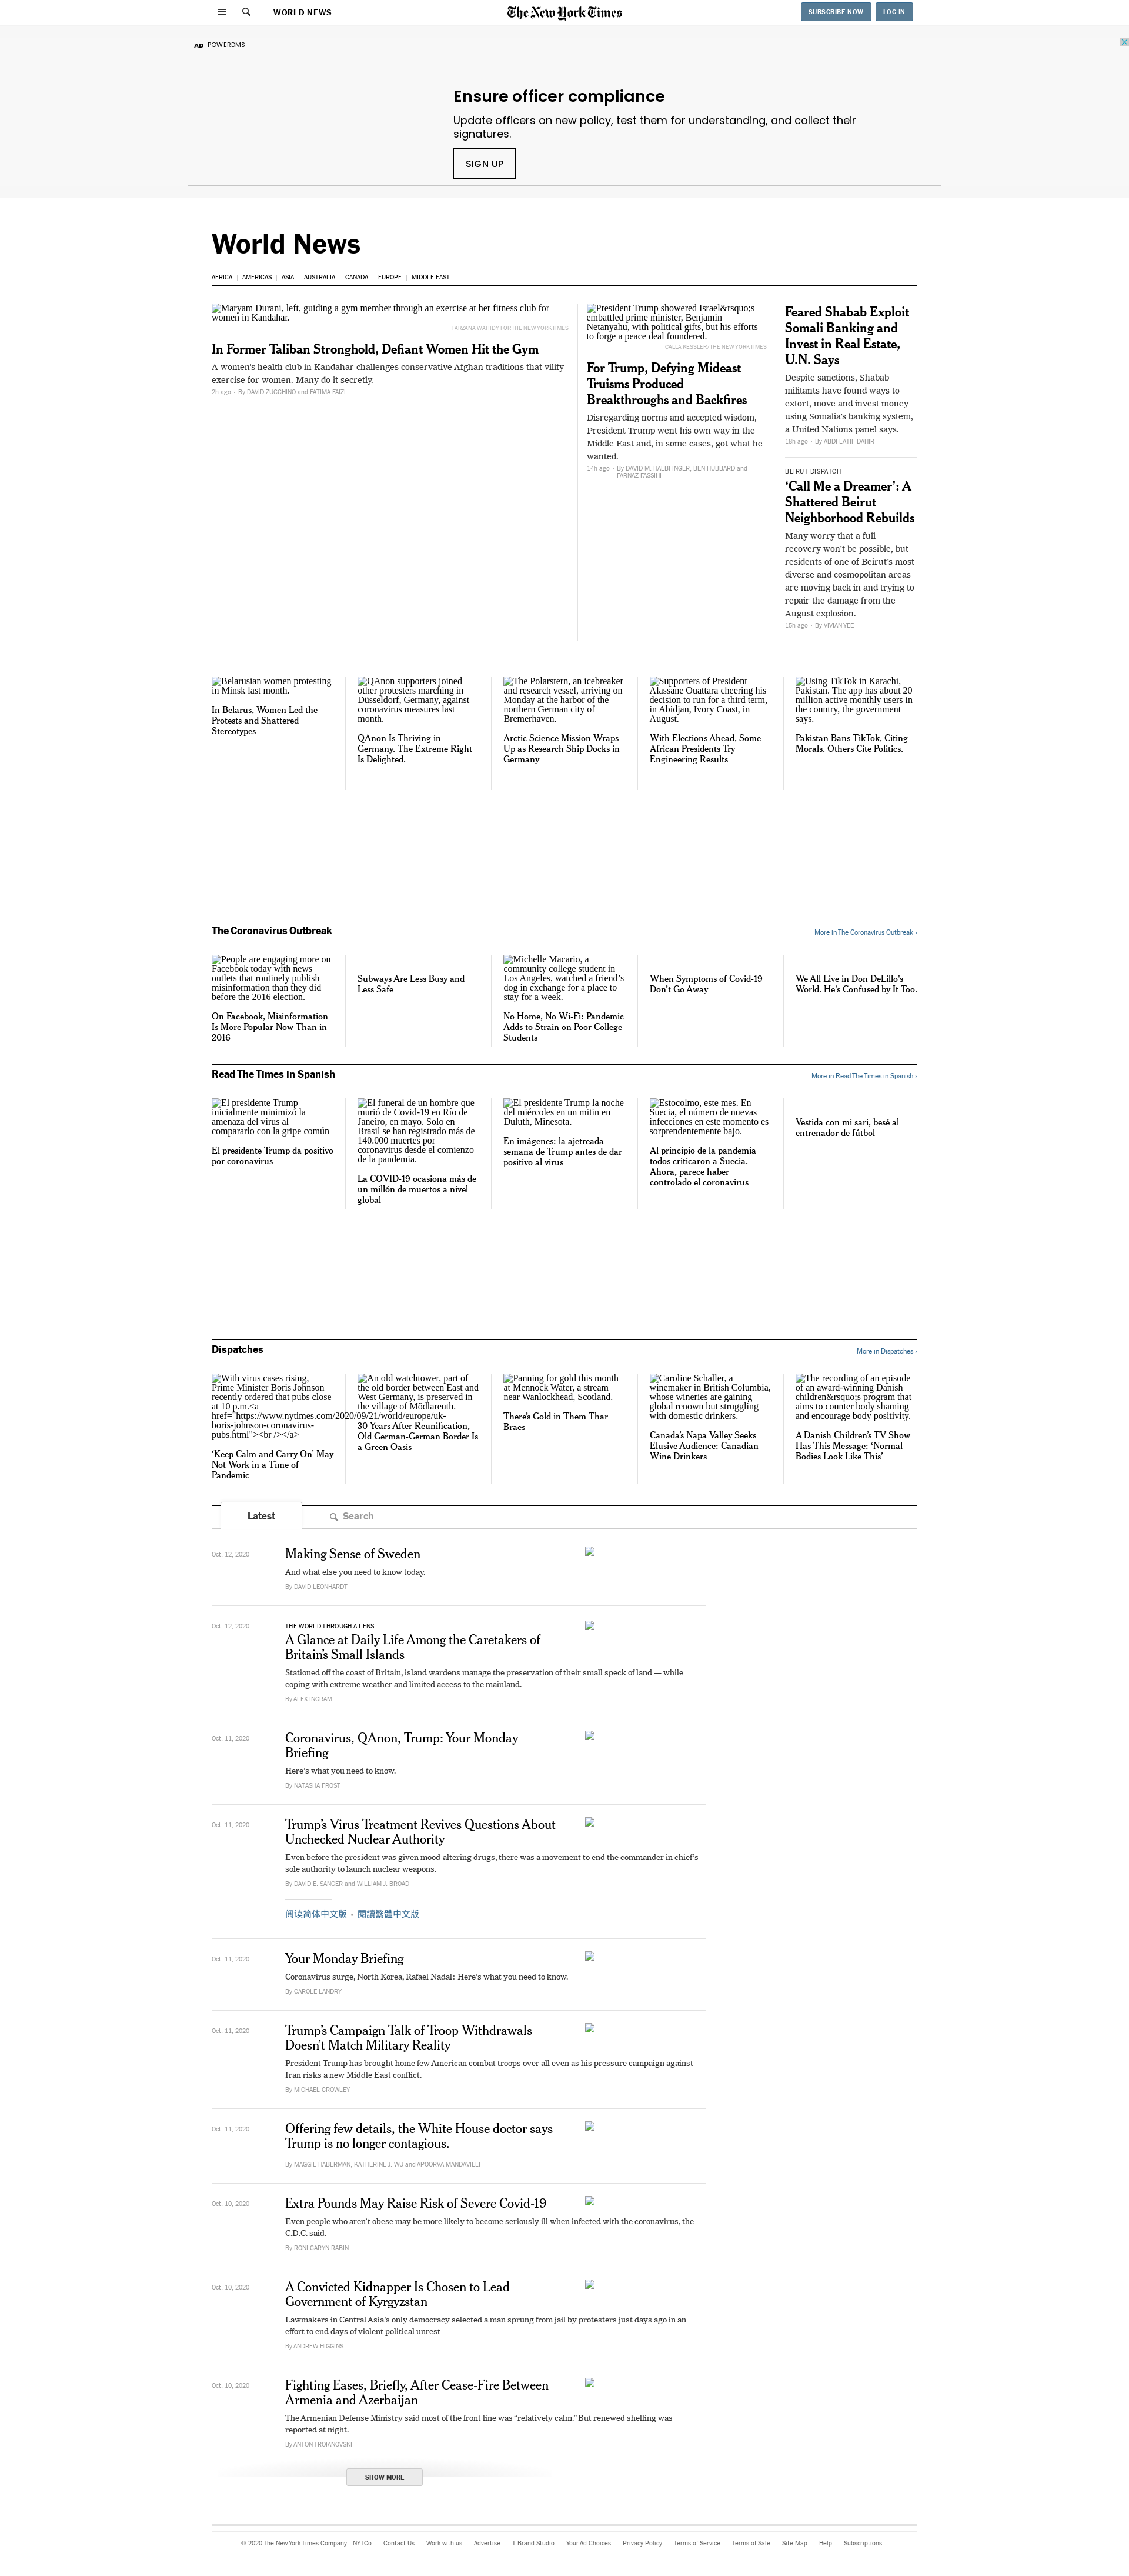 WORLD NEWS
The New York Times
SUBSCRIBE NOW
LOG IN
AD POWERDMS
Ensure officer compliance
Update officers on new policy, test them for understanding, and collect their
signatures.
SIGN UP
World News
AFRICA
AMERICAS
ASIA
AUSTRALIA
CANADA
EUROPE
MIDDLE EAST
Maryam Durani, left, guiding a gym member through an exercise at her fitness club for
women in Kandahar.
FARZANA WAHIDY FOR THE NEW YORK TIMES
In Former Taliban Stronghold, Defiant Women Hit the Gym
A women's health club in Kandahar challenges conservative Afghan traditions that vilify
exercise for women. Many do it secretly.
2h ago • By DAVID ZUCCHINO and FATIMA FAIZI
President Trump showered Israel&rsquo;s
embattled prime minister, Benjamin
Netanyahu, with political gifts, but his efforts
to forge a peace deal foundered.
CALLA KESSLER/THE NEW YORK TIMES
For Trump, Defying Mideast
Truisms Produced
Breakthroughs and Backfires
Disregarding norms and accepted wisdom,
President Trump went his own way in the
Middle East and, in some cases, got what he
wanted.
14h ago • By DAVID M. HALBFINGER, BEN HUBBARD and
FARNAZ FASSIHI
Feared Shabab Exploit
Somali Banking and
Invest in Real Estate,
U.N. Says
Despite sanctions, Shabab
militants have found ways to
extort, move and invest money
using Somalia's banking system,
a United Nations panel says.
18h ago • By ABDI LATIF DAHIR
BEIRUT DISPATCH
‘Call Me a Dreamer’: A
Shattered Beirut
Neighborhood Rebuilds
Many worry that a full
recovery won't be possible, but
residents of one of Beirut's most
diverse and cosmopolitan areas
are moving back in and trying to
repair the damage from the
August explosion.
15h ago • By VIVIAN YEE
Belarusian women protesting
in Minsk last month.
In Belarus, Women Led the
Protests and Shattered
Stereotypes
QAnon supporters joined
other protesters marching in
Düsseldorf, Germany, against
coronavirus measures last
month.
QAnon Is Thriving in
Germany. The Extreme Right
Is Delighted.
The Polarstern, an icebreaker
and research vessel, arriving on
Monday at the harbor of the
northern German city of
Bremerhaven.
Arctic Science Mission Wraps
Up as Research Ship Docks in
Germany
Supporters of President
Alassane Ouattara cheering his
decision to run for a third term,
in Abidjan, Ivory Coast, in
August.
With Elections Ahead, Some
African Presidents Try
Engineering Results
Using TikTok in Karachi,
Pakistan. The app has about 20
million active monthly users in
the country, the government
says.
Pakistan Bans TikTok, Citing
Morals. Others Cite Politics.
The Coronavirus Outbreak
More in The Coronavirus Outbreak ›
People are engaging more on
Facebook today with news
outlets that routinely publish
misinformation than they did
before the 2016 election.
On Facebook, Misinformation
Is More Popular Now Than in
2016
Subways Are Less Busy and
Less Safe
Michelle Macario, a
community college student in
Los Angeles, watched a friend’s
dog in exchange for a place to
stay for a week.
No Home, No Wi-Fi: Pandemic
Adds to Strain on Poor College
Students
When Symptoms of Covid-19
Don’t Go Away
We All Live in Don DeLillo’s
World. He’s Confused by It Too.
Read The Times in Spanish
More in Read The Times in Spanish ›
El presidente Trump
inicialmente minimizó la
amenaza del virus al
compararlo con la gripe común
El presidente Trump da positivo
por coronavirus
El funeral de un hombre que
murió de Covid-19 en Río de
Janeiro, en mayo. Solo en
Brasil se han registrado más de
140.000 muertes por
coronavirus desde el comienzo
de la pandemia.
La COVID-19 ocasiona más de
un millón de muertos a nivel
global
El presidente Trump la noche
del miércoles en un mitin en
Duluth, Minesota.
En imágenes: la ajetreada
semana de Trump antes de dar
positivo al virus
Estocolmo, este mes. En
Suecia, el número de nuevas
infecciones en este momento es
sorprendentemente bajo.
Al principio de la pandemia
todos criticaron a Suecia.
Ahora, parece haber
controlado el coronavirus
Vestida con mi sari, besé al
entrenador de fútbol
Dispatches
More in Dispatches ›
With virus cases rising,
Prime Minister Boris Johnson
recently ordered that pubs close
at 10 p.m.<a
href="https://www.nytimes.com/2020/09/21/world/europe/uk-
boris-johnson-coronavirus-
pubs.html"><br /></a>
‘Keep Calm and Carry On’ May
Not Work in a Time of
Pandemic
An old watchtower, part of
the old border between East and
West Germany, is preserved in
the village of Mödlareuth.
30 Years After Reunification,
Old German-German Border Is
a Green Oasis
Panning for gold this month
at Mennock Water, a stream
near Wanlockhead, Scotland.
There’s Gold in Them Thar
Braes
Caroline Schaller, a
winemaker in British Columbia,
whose wineries are gaining
global renown but struggling
with domestic drinkers.
Canada’s Napa Valley Seeks
Elusive Audience: Canadian
Wine Drinkers
The recording of an episode
of an award-winning Danish
children&rsquo;s program that
aims to counter body shaming
and encourage body positivity.
A Danish Children’s TV Show
Has This Message: ‘Normal
Bodies Look Like This’
Latest
Search
Oct. 12, 2020
Making Sense of Sweden
And what else you need to know today.
By DAVID LEONHARDT
Oct. 12, 2020
THE WORLD THROUGH A LENS
A Glance at Daily Life Among the Caretakers of
Britain’s Small Islands
Stationed off the coast of Britain, island wardens manage the preservation of their small speck of land — while
coping with extreme weather and limited access to the mainland.
By ALEX INGRAM
Oct. 11, 2020
Coronavirus, QAnon, Trump: Your Monday
Briefing
Here’s what you need to know.
By NATASHA FROST
Oct. 11, 2020
Trump’s Virus Treatment Revives Questions About
Unchecked Nuclear Authority
Even before the president was given mood-altering drugs, there was a movement to end the commander in chief’s
sole authority to launch nuclear weapons.
By DAVID E. SANGER and WILLIAM J. BROAD
阅读简体中文版 • 閱讀繁體中文版
Oct. 11, 2020
Your Monday Briefing
Coronavirus surge, North Korea, Rafael Nadal: Here’s what you need to know.
By CAROLE LANDRY
Oct. 11, 2020
Trump’s Campaign Talk of Troop Withdrawals
Doesn’t Match Military Reality
President Trump has brought home few American combat troops over all even as his pressure campaign against
Iran risks a new Middle East conflict.
By MICHAEL CROWLEY
Oct. 11, 2020
Offering few details, the White House doctor says
Trump is no longer contagious.
By MAGGIE HABERMAN, KATHERINE J. WU and APOORVA MANDAVILLI
Oct. 10, 2020
Extra Pounds May Raise Risk of Severe Covid-19
Even people who aren’t obese may be more likely to become seriously ill when infected with the coronavirus, the
C.D.C. said.
By RONI CARYN RABIN
Oct. 10, 2020
A Convicted Kidnapper Is Chosen to Lead
Government of Kyrgyzstan
Lawmakers in Central Asia’s only democracy selected a man sprung from jail by protesters just days ago in an
effort to end days of violent political unrest
By ANDREW HIGGINS
Oct. 10, 2020
Fighting Eases, Briefly, After Cease-Fire Between
Armenia and Azerbaijan
The Armenian Defense Ministry said most of the front line was “relatively calm.” But renewed shelling was
reported at night.
By ANTON TROIANOVSKI
SHOW MORE
© 2020 The New York Times Company
NYTCo
Contact Us
Work with us
Advertise
T Brand Studio
Your Ad Choices
Privacy Policy
Terms of Service
Terms of Sale
Site Map
Help
Subscriptions